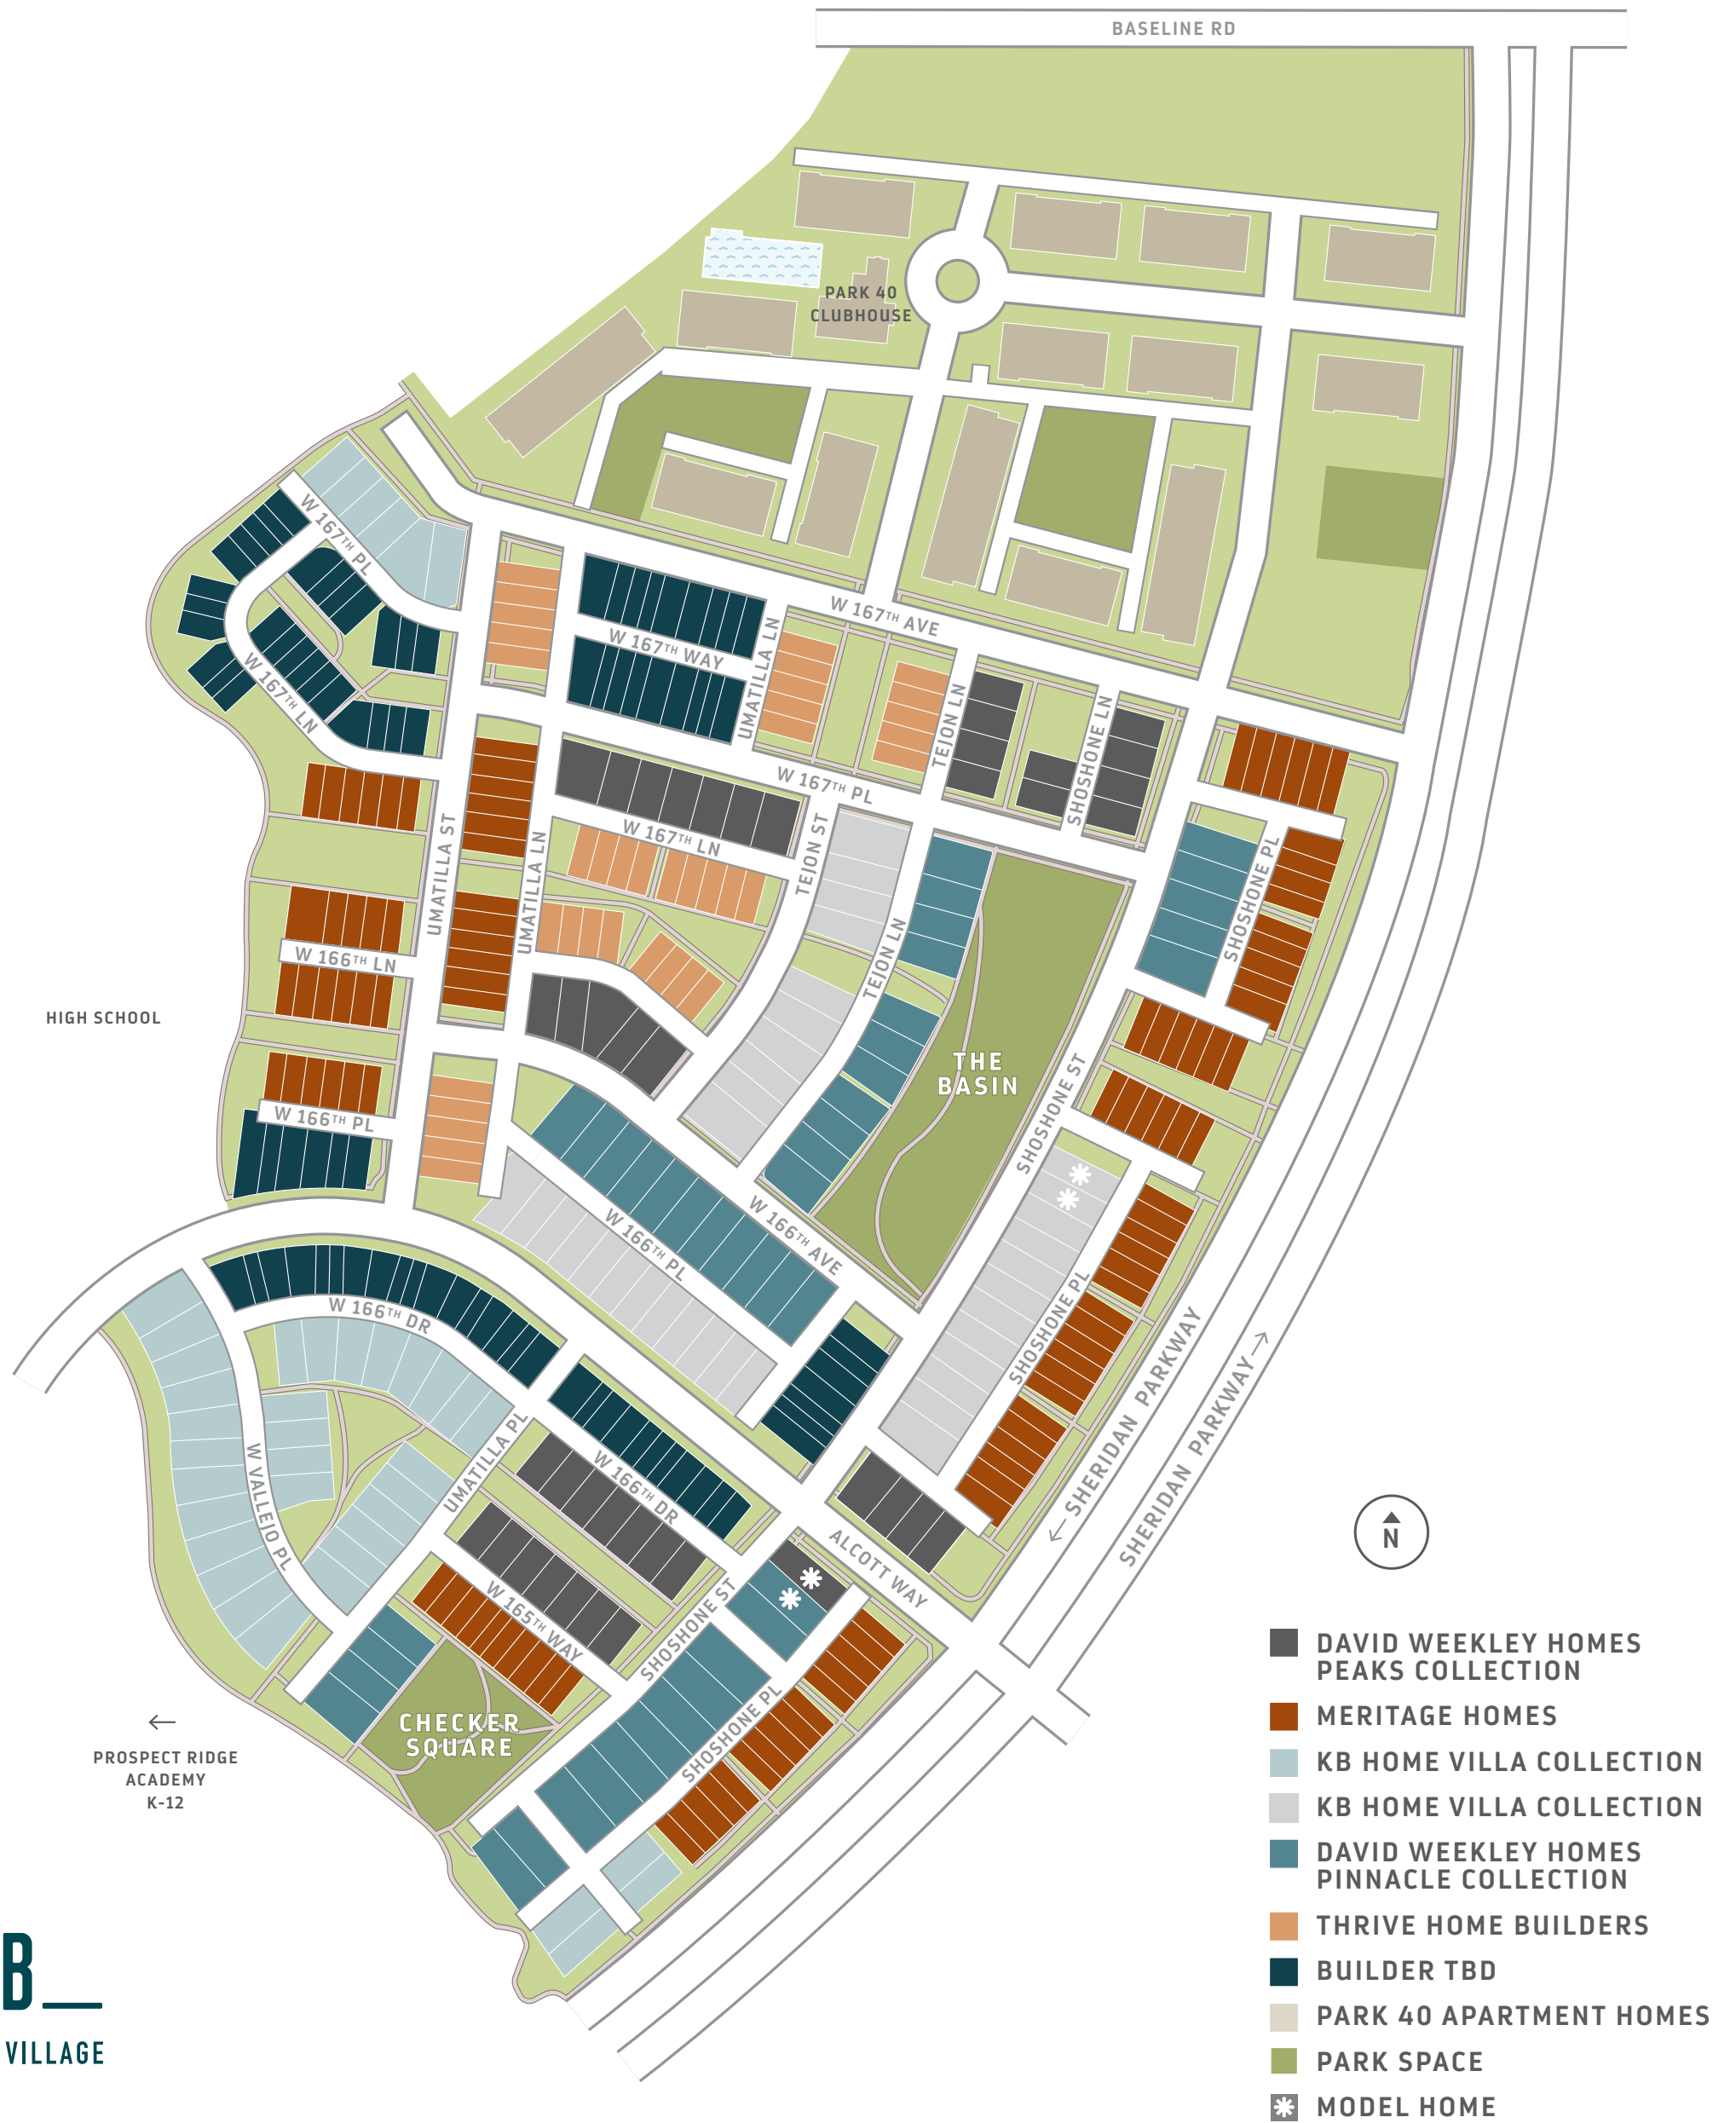 BASELINE RD
PARK 40
CLUBHOUSE
W 167TH PL
W 167TH AVE
W 167TH WAY
UMATILLA LN
W 167TH LN
TEJON LN
SHOSHONE LN
W 167TH PL
W 167TH LN
TEJON ST
UMATILLA ST
UMATILLA LN
SHOSHONE PL
TEJON LN
W 166TH LN
HIGH SCHOOL
THE
BASIN
SHOSHONE ST
W 166TH PL
W 166TH AVE
W 166TH PL
W 166TH DR
SHOSHONE PL
SHERIDAN PARKWAY
SHERIDAN PARKWAY
UMATILLA PL
W VALLEJO PL
W 166TH DR
ALCOTT WAY
N
W 165TH WAY
SHOSHONE ST
SHOSHONE PL
CHECKER
SQUARE
PROSPECT RIDGE
ACADEMY
K-12
B
VILLAGE
DAVID WEEKLEY HOMES
PEAKS COLLECTION
MERITAGE HOMES
KB HOME VILLA COLLECTION
KB HOME VILLA COLLECTION
DAVID WEEKLEY HOMES
PINNACLE COLLECTION
THRIVE HOME BUILDERS
BUILDER TBD
PARK 40 APARTMENT HOMES
PARK SPACE
MODEL HOME